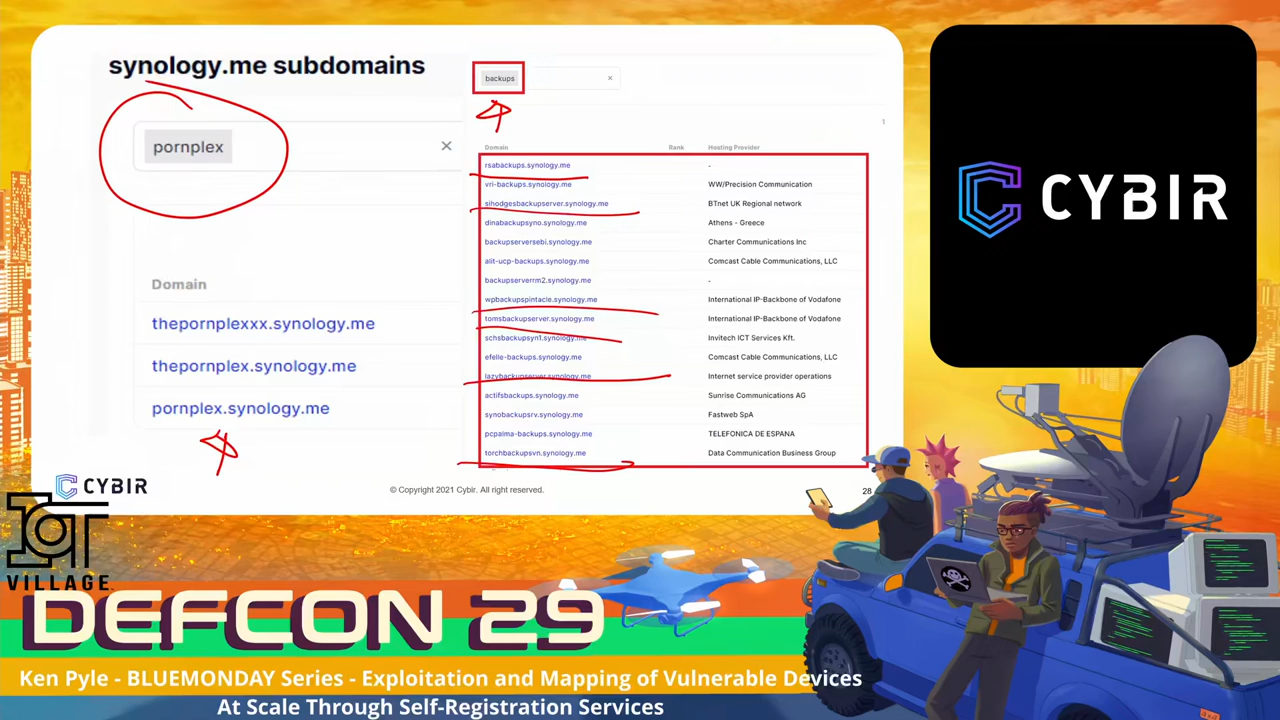 synology.me subdomains
pornplex
×
Domain
thepornplexxx.synology.me
thepornplex.synology.me
pornplex.synology.me
backups
×
1
Domain Rank Hosting Provider
rsabackups.synology.me -
vri-backups.synology.me WW/Precision Communication
sihodgesbackupserver.synology.me BTnet UK Regional network
dinabackupsyno.synology.me Athens - Greece
backupserversebi.synology.me Charter Communications Inc
aiit-ucp-backups.synology.me Comcast Cable Communications, LLC
backupserverrm2.synology.me -
wpbackupspintacle.synology.me International IP-Backbone of Vodafone
tomsbackupserver.synology.me International IP-Backbone of Vodafone
schsbackupsyn1.synology.me Invitech ICT Services Kft.
efelle-backups.synology.me Comcast Cable Communications, LLC
lazybackupserver.synology.me Internet service provider operations
actifsbackups.synology.me Sunrise Communications AG
synobackupsrv.synology.me Fastweb SpA
pcpalma-backups.synology.me TELEFONICA DE ESPANA
torchbackupsvn.synology.me Data Communication Business Group
CYBIR
© Copyright 2021 Cybir. All right reserved.
28
CYBIR
IOT
VILLAGE
DEFCON 29
Ken Pyle - BLUEMONDAY Series - Exploitation and Mapping of Vulnerable Devices
At Scale Through Self-Registration Services